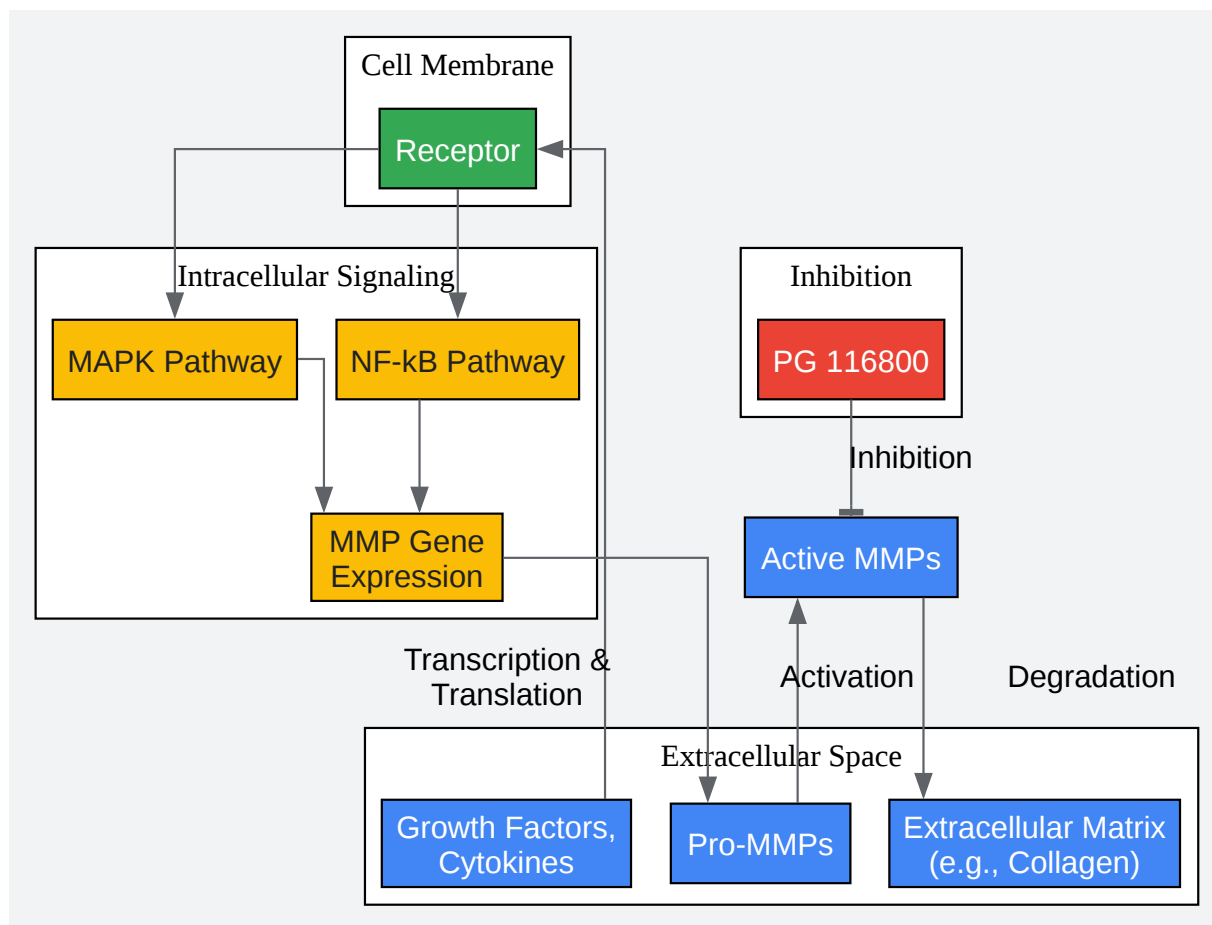 Cell Membrane
Receptor
Intracellular Signaling
Inhibition
MAPK Pathway
NF-kB Pathway
PG 116800
Inhibition
MMP Gene
Expression
Active MMPs
Transcription &
Translation
Activation
Degradation
Extracellular Space
Growth Factors,
Cytokines
Pro-MMPs
Extracellular Matrix
(e.g., Collagen)